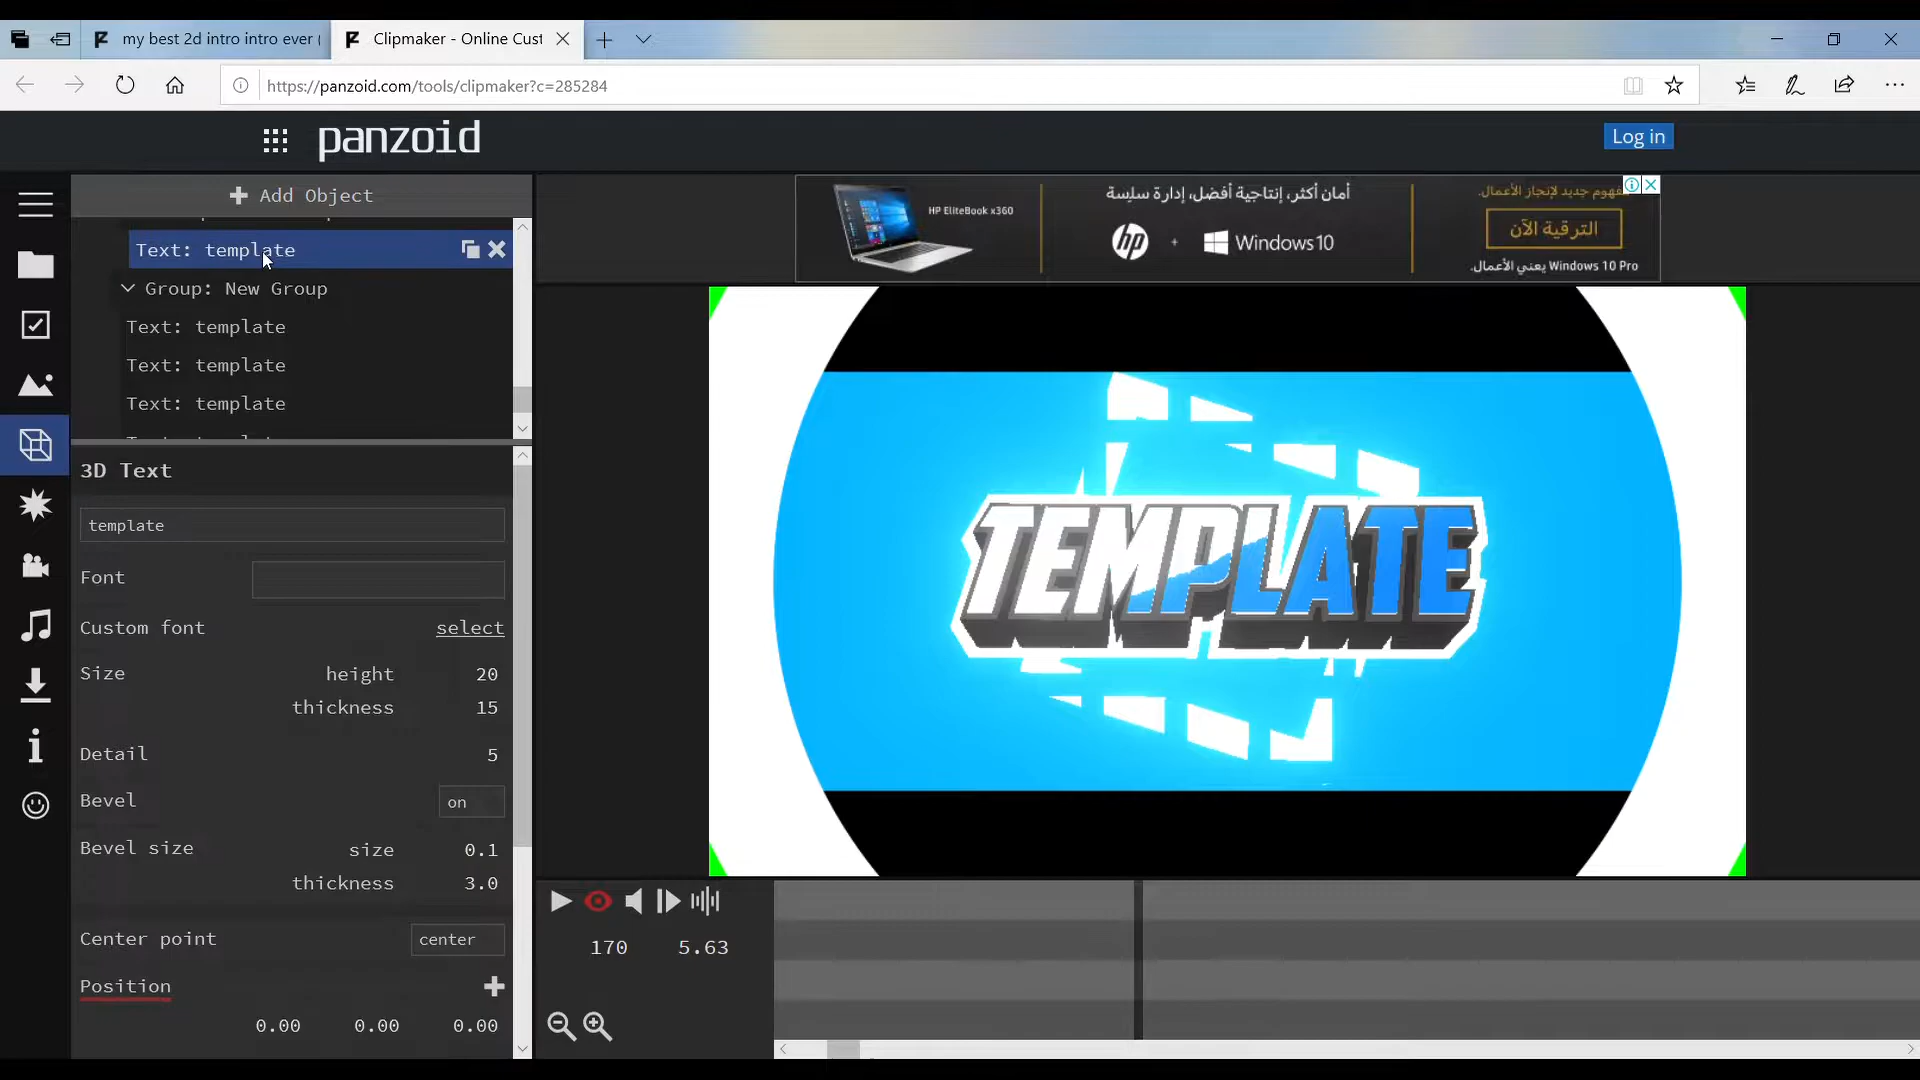 my best 2d intro intro ever (
Clipmaker - Online Cust
https://panzoid.com/tools/clipmaker?c=285284
panzoid
Log in
Add Object
Text: template
Group: New Group
Text: template
Text: template
Text: template
HP EliteBook x360
أمان أكثر، إنتاجية أفضل، إدارة سلسة
hp + Windows 10
مفهوم جديد لإنجاز الأعمال.
الترقية الآن
Windows 10 Pro يعني الأعمال.
TEMPLATE
3D Text
template
Font
Custom font select
Size height 20
thickness 15
Detail 5
Bevel on
Bevel size size 0.1
thickness 3.0
Center point center
Position
0.00 0.00 0.00
170 5.63